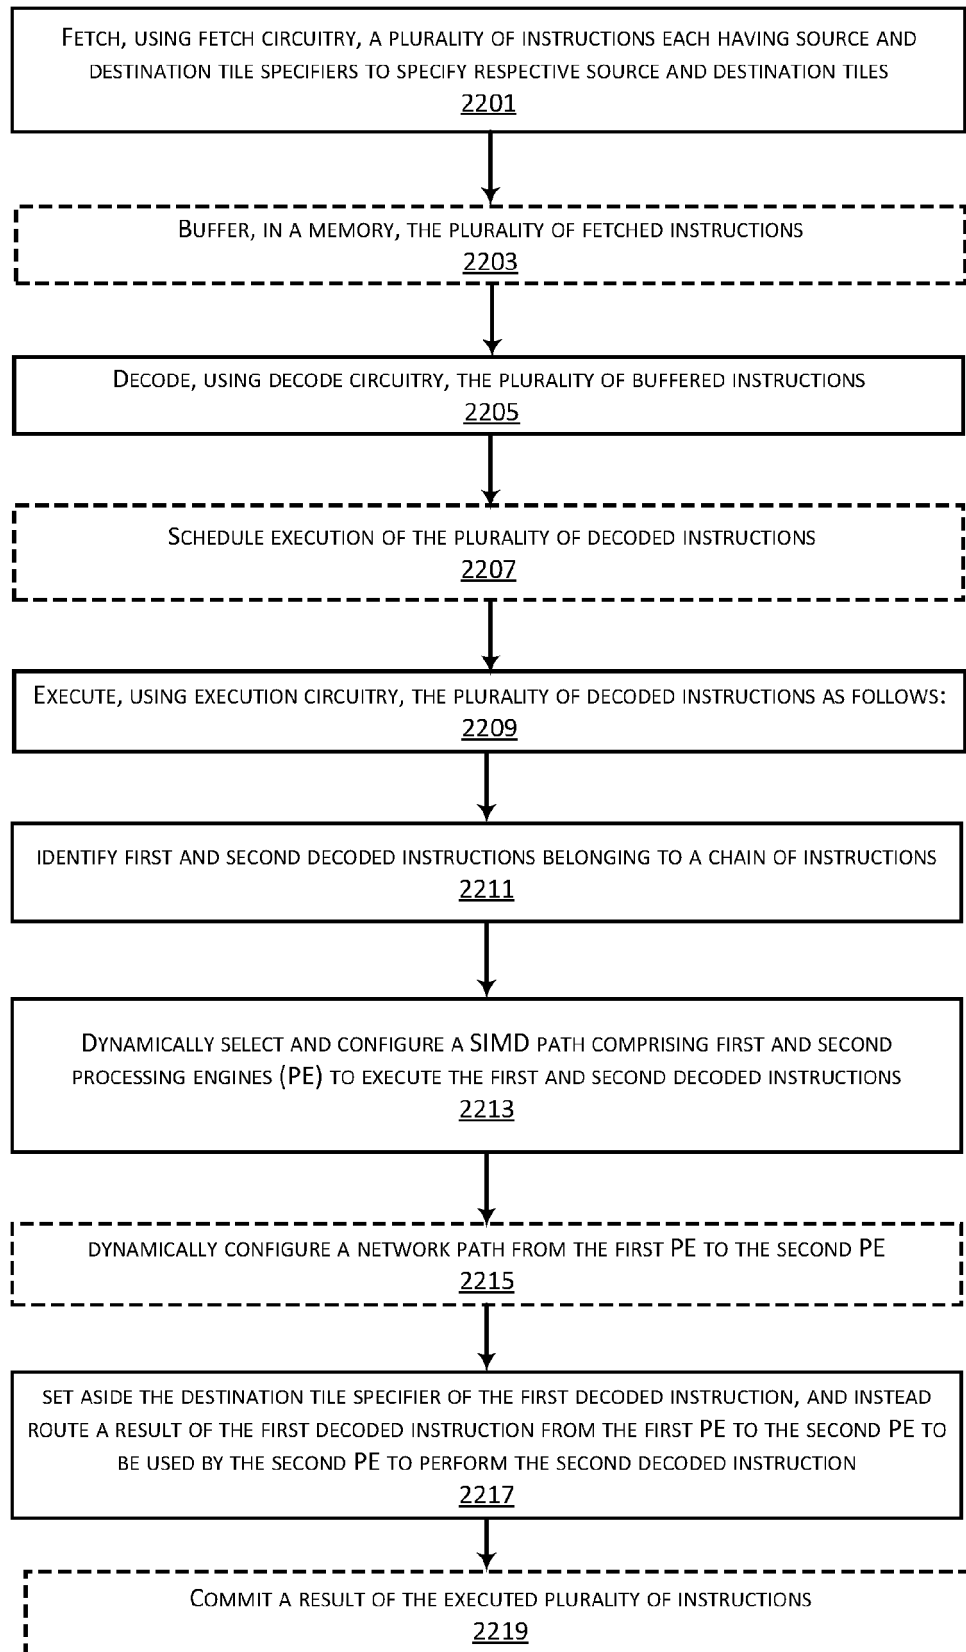 FETCH, USING FETCH CIRCUITRY, A PLURALITY OF INSTRUCTIONS EACH HAVING SOURCE AND
DESTINATION TILE SPECIFIERS TO SPECIFY RESPECTIVE SOURCE AND DESTINATION TILES
2201
BUFFER, IN A MEMORY, THE PLURALITY OF FETCHED INSTRUCTIONS
2203
DECODE, USING DECODE CIRCUITRY, THE PLURALITY OF BUFFERED INSTRUCTIONS
2205
SCHEDULE EXECUTION OF THE PLURALITY OF DECODED INSTRUCTIONS
2207
EXECUTE, USING EXECUTION CIRCUITRY, THE PLURALITY OF DECODED INSTRUCTIONS AS FOLLOWS:
2209
IDENTIFY FIRST AND SECOND DECODED INSTRUCTIONS BELONGING TO A CHAIN OF INSTRUCTIONS
2211
DYNAMICALLY SELECT AND CONFIGURE A SIMD PATH COMPRISING FIRST AND SECOND
PROCESSING ENGINES (PE) TO EXECUTE THE FIRST AND SECOND DECODED INSTRUCTIONS
2213
DYNAMICALLY CONFIGURE A NETWORK PATH FROM THE FIRST PE TO THE SECOND PE
2215
SET ASIDE THE DESTINATION TILE SPECIFIER OF THE FIRST DECODED INSTRUCTION, AND INSTEAD
ROUTE A RESULT OF THE FIRST DECODED INSTRUCTION FROM THE FIRST PE TO THE SECOND PE TO
BE USED BY THE SECOND PE TO PERFORM THE SECOND DECODED INSTRUCTION
2217
COMMIT A RESULT OF THE EXECUTED PLURALITY OF INSTRUCTIONS
2219